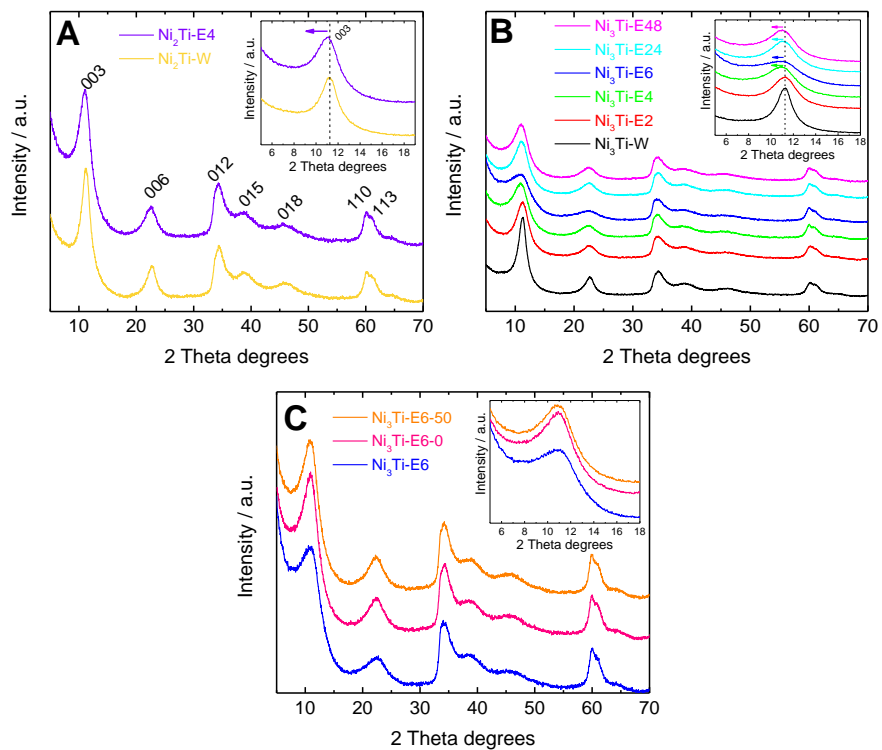 A
Ni₂Ti-E4
Ni₂Ti-W
003
006
012
015
018
110
113
Intensity / a.u.
10 20 30 40 50 60 70
2 Theta degrees
003
Intensity / a.u.
6 8 10 12 14 16 18
2 Theta degrees
B
Ni₃Ti-E48
Ni₃Ti-E24
Ni₃Ti-E6
Ni₃Ti-E4
Ni₃Ti-E2
Ni₃Ti-W
Intensity / a.u.
10 20 30 40 50 60 70
2 Theta degrees
Intensity / a.u.
6 8 10 12 14 16 18
2 Theta degrees
C
Ni₃Ti-E6-50
Ni₃Ti-E6-0
Ni₃Ti-E6
Intensity / a.u.
10 20 30 40 50 60 70
2 Theta degrees
Intensity / a.u.
6 8 10 12 14 16 18
2 Theta degrees